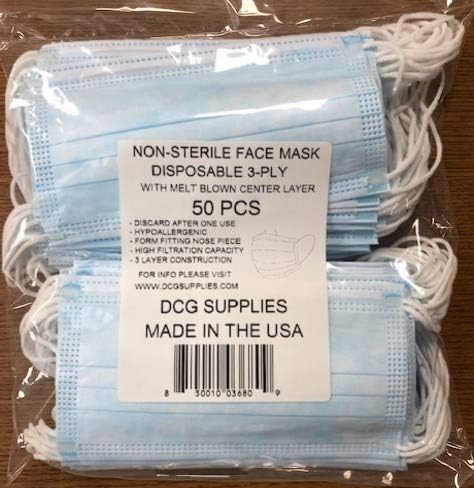 NON-STERILE FACE MASK
DISPOSABLE 3-PLY
WITH MELT BLOWN CENTER LAYER
50 PCS
- DISCARD AFTER ONE USE
- HYPOALLERGENIC
- FORM FITTING NOSE PIECE
- HIGH FILTRATION CAPACITY
- 3 LAYER CONSTRUCTION
FOR INFO PLEASE VISIT
WWW.DCGSUPPLIES.COM
DCG SUPPLIES
MADE IN THE USA
8 50010 03680 9